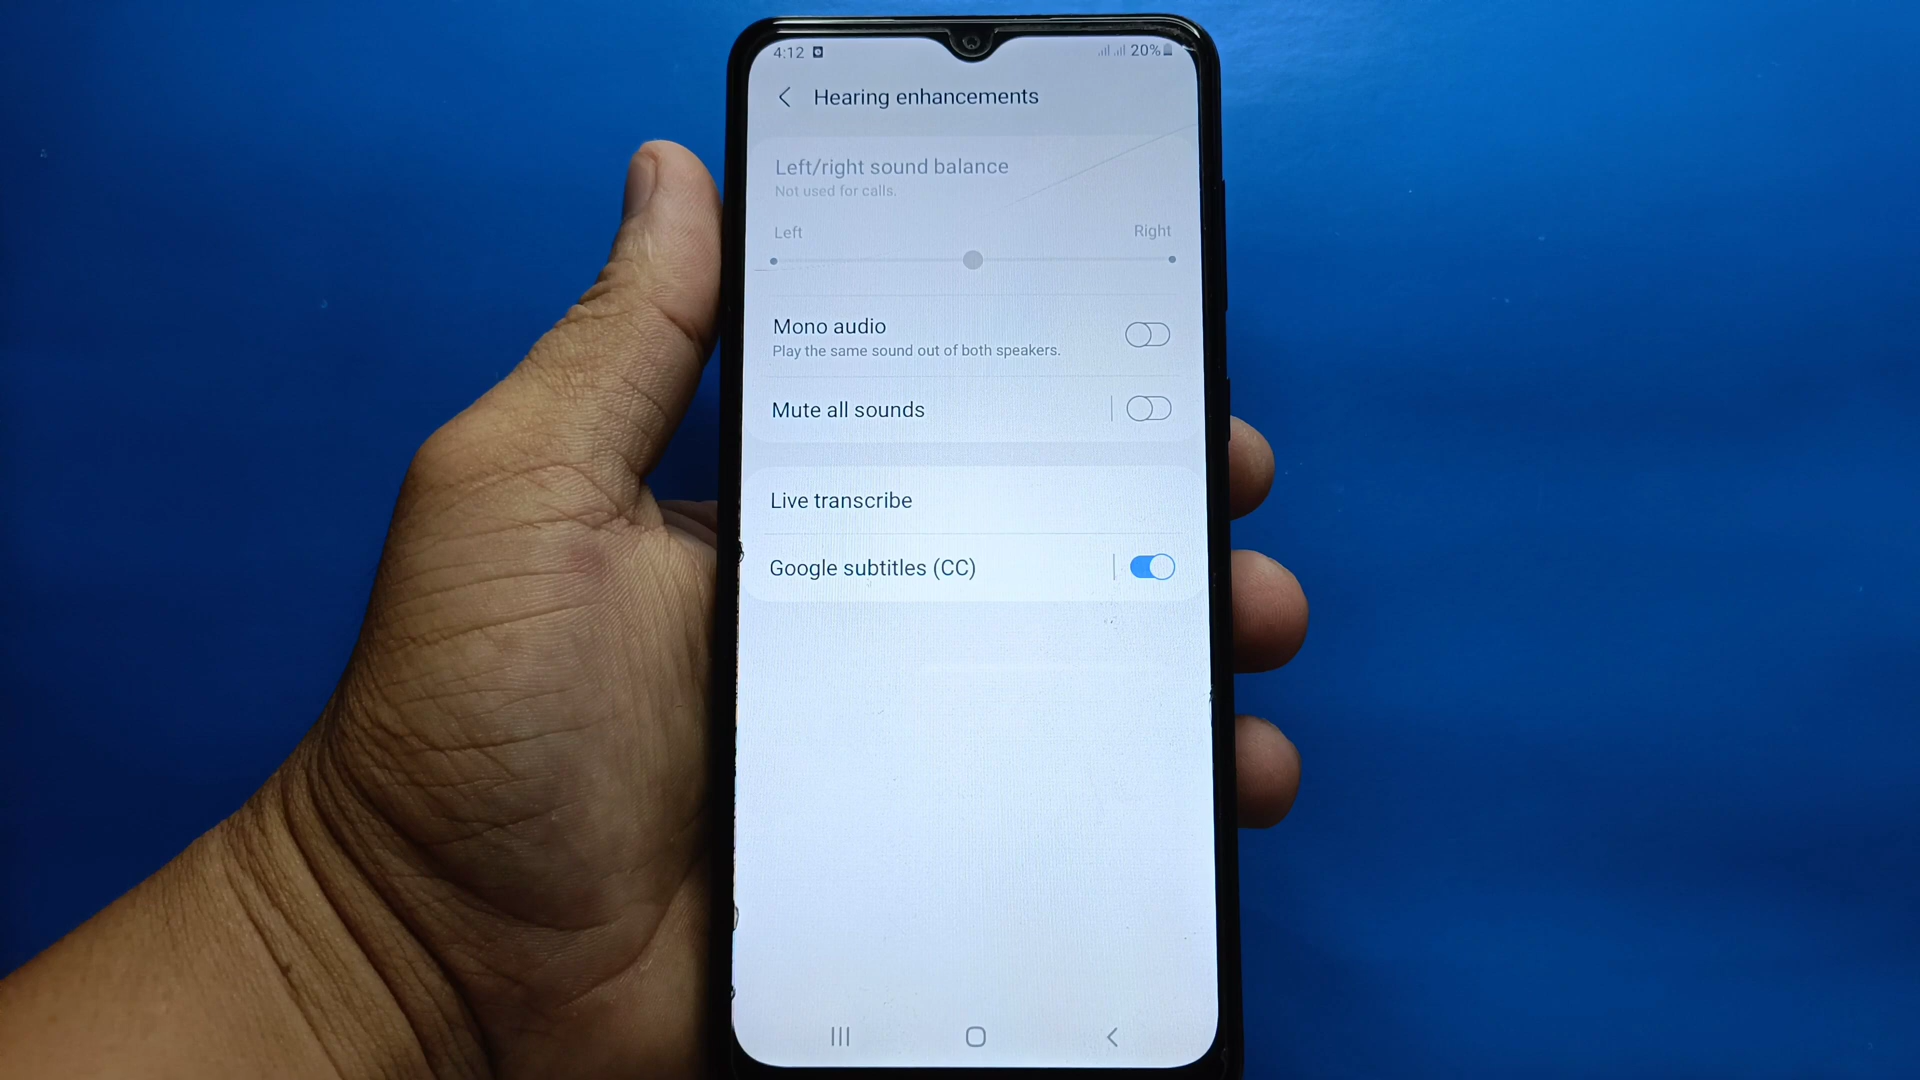 4:12 20%
Hearing enhancements
Left/right sound balance
Not used for calls.
Left Right
Mono audio
Play the same sound out of both speakers.
Mute all sounds
Live transcribe
Google subtitles (CC)